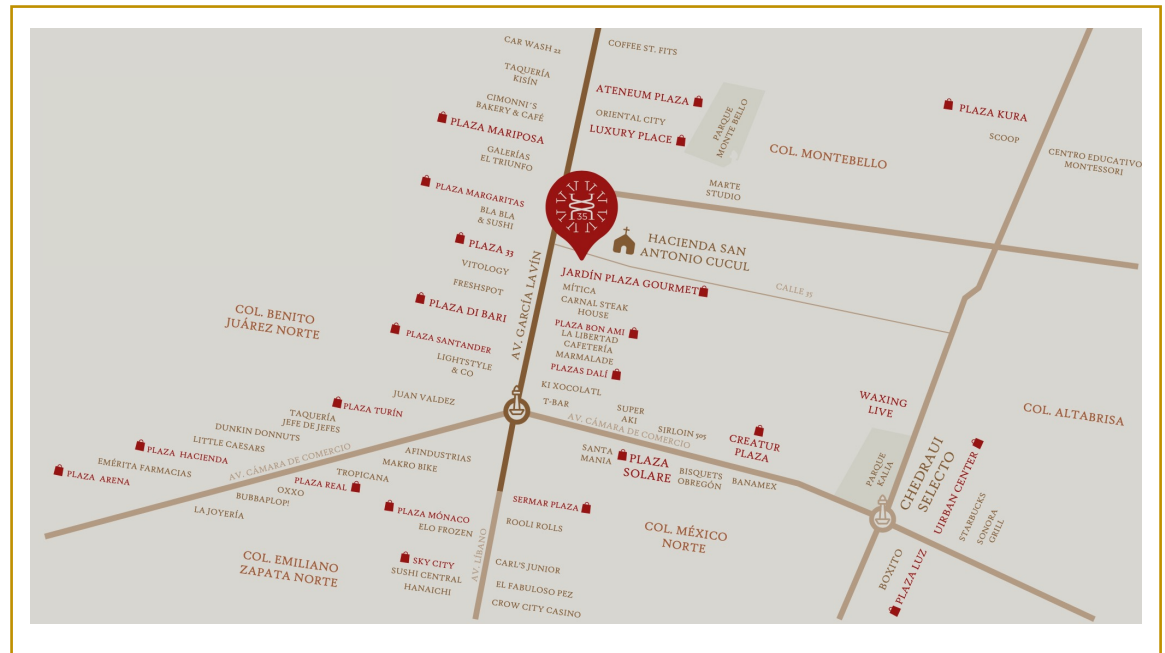 CAR WASH 22
COFFEE ST. FITS
TAQUERÍA
KISÍN
CIMONNI´S
BAKERY & CAFÉ
PLAZA MARIPOSA
GALERÍAS
EL TRIUNFO
PLAZA MARGARITAS
BLA BLA
& SUSHI
PLAZA 33
VITOLOGY
FRESHSPOT
PLAZA DI BARI
PLAZA SANTANDER
LIGHTSTYLE
& CO
JUAN VALDEZ
AV. GARCÍA LAVÍN
ATENEUM PLAZA
ORIENTAL CITY
LUXURY PLACE
PARQUE
MONTE BELLO
MARTE
STUDIO
COL. MONTEBELLO
PLAZA KURA
SCOOP
CENTRO EDUCATIVO
MONTESSORI
35
HACIENDA SAN
ANTONIO CUCUL
CALLE 35
JARDÍN PLAZA GOURMET
MÍTICA
CARNAL STEAK
HOUSE
PLAZA BON AMI
LA LIBERTAD
CAFETERÍA
MARMALADE
PLAZAS DALÍ
KI XOCOLATL
T-BAR
SUPER
AKI
SIRLOIN 505
AV. CÁMARA DE COMERCIO
CREATUR
PLAZA
WAXING
LIVE
COL. ALTABRISA
COL. BENITO
JUÁREZ NORTE
PLAZA TURÍN
TAQUERÍA
JEFE DE JEFES
DUNKIN DONNUTS
LITTLE CAESARS
PLAZA HACIENDA
EMÉRITA FARMACIAS
PLAZA ARENA
AV. CÁMARA DE COMERCIO
AFINDUSTRIAS
MAKRO BIKE
TROPICANA
PLAZA REAL
OXXO
BUBBAPLOP!
LA JOYERÍA
PLAZA MÓNACO
ELO FROZEN
SKY CITY
SUSHI CENTRAL
HANAICHI
COL. EMILIANO
ZAPATA NORTE
AV. LÍBANO
SANTA
MANIA
PLAZA
SOLARE
BISQUETS
OBREGÓN
BANAMEX
SERMAR PLAZA
ROOLI ROLLS
COL. MÉXICO
NORTE
CARL'S JUNIOR
EL FABULOSO PEZ
CROW CITY CASINO
PARQUE
KALIA
CHEDRAUI
SELECTO
UIRBAN CENTER
STARBUCKS
SONORA
GRILL
BOXITO
PLAZA LUZ